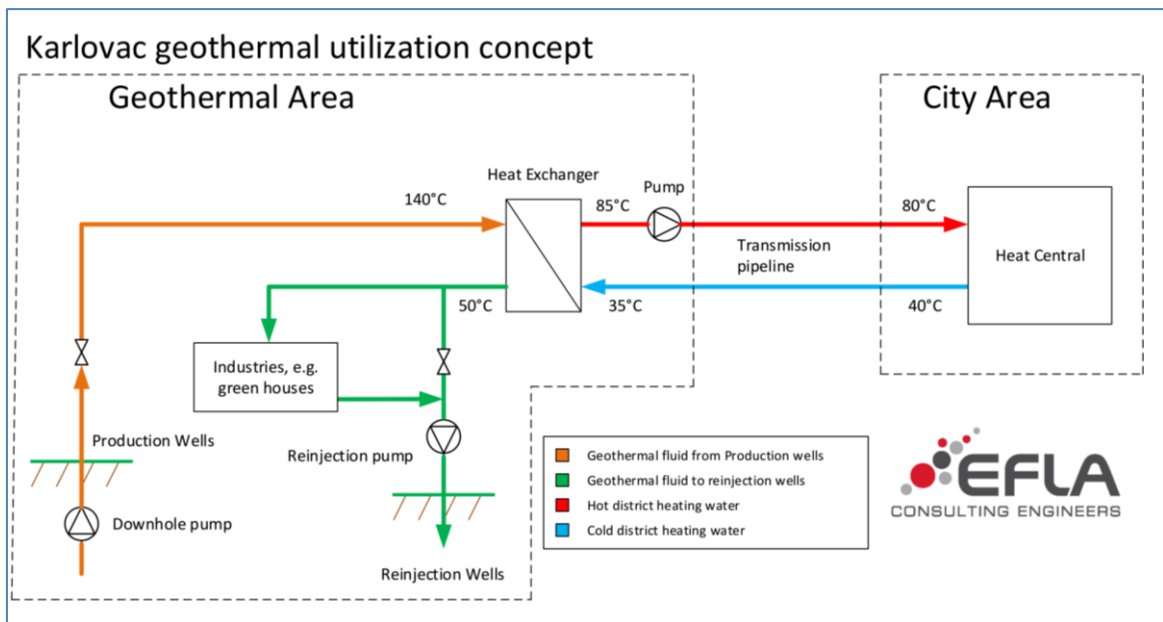 Karlovac geothermal utilization concept
Geothermal Area
City Area
Heat Exchanger
Pump
140°C
85°C
80°C
Transmission
pipeline
Heat Central
50°C
35°C
40°C
Industries, e.g.
green houses
Production Wells
Reinjection pump
Downhole pump
Reinjection Wells
Geothermal fluid from Production wells
Geothermal fluid to reinjection wells
Hot district heating water
Cold district heating water
EFLA
CONSULTING ENGINEERS